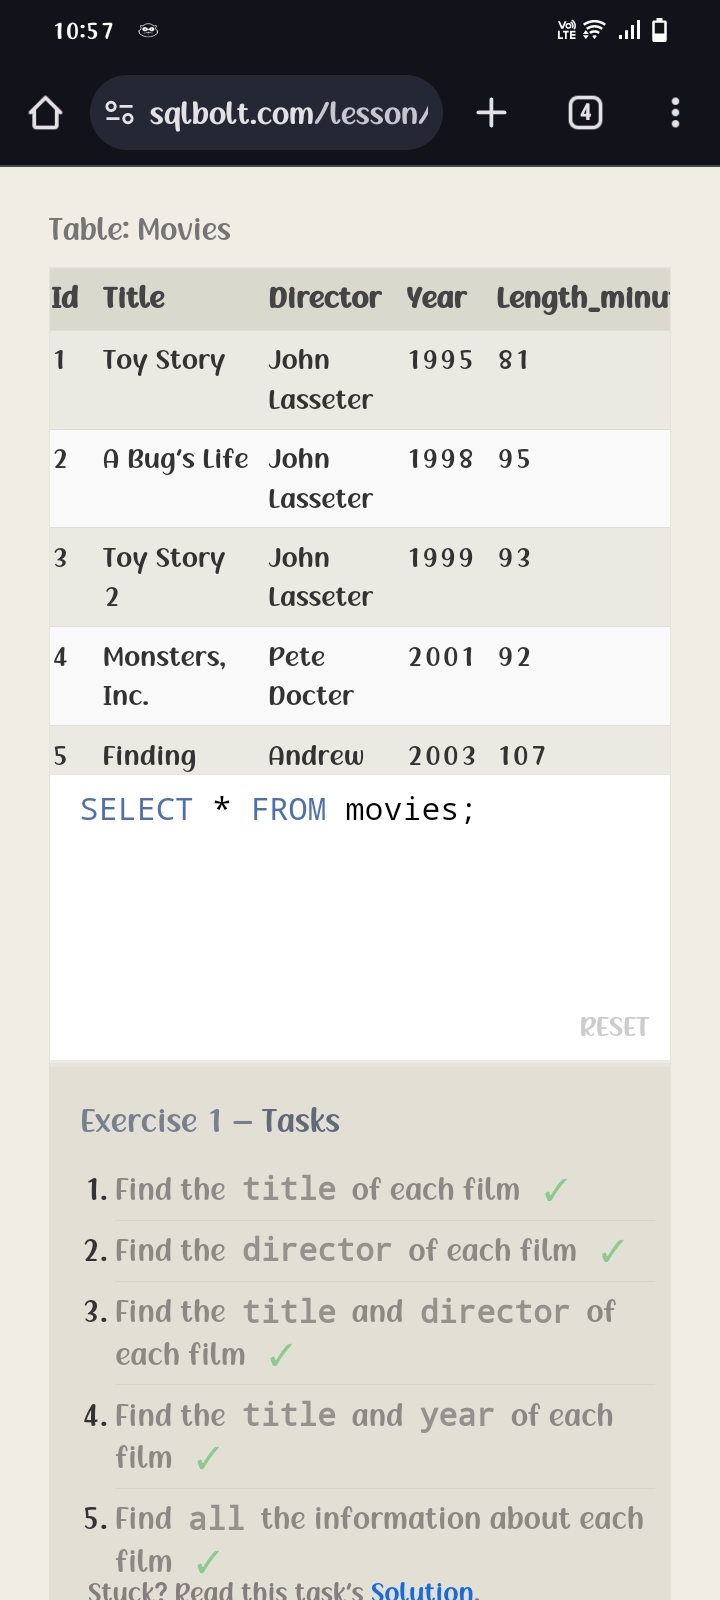 10:57
Vo) LTE
sqlbolt.com/lesson/
4
Table: Movies
Id Title Director Year Length_minu
1 Toy Story John Lasseter 1995 81
2 A Bug's Life John Lasseter 1998 95
3 Toy Story 2 John Lasseter 1999 93
4 Monsters, Inc. Pete Docter 2001 92
5 Finding Andrew 2003 107
SELECT * FROM movies;
RESET
Exercise 1 — Tasks
1. Find the title of each film ✓
2. Find the director of each film ✓
3. Find the title and director of
each film ✓
4. Find the title and year of each
film ✓
5. Find all the information about each
film ✓
Stuck? Read this task's Solution.